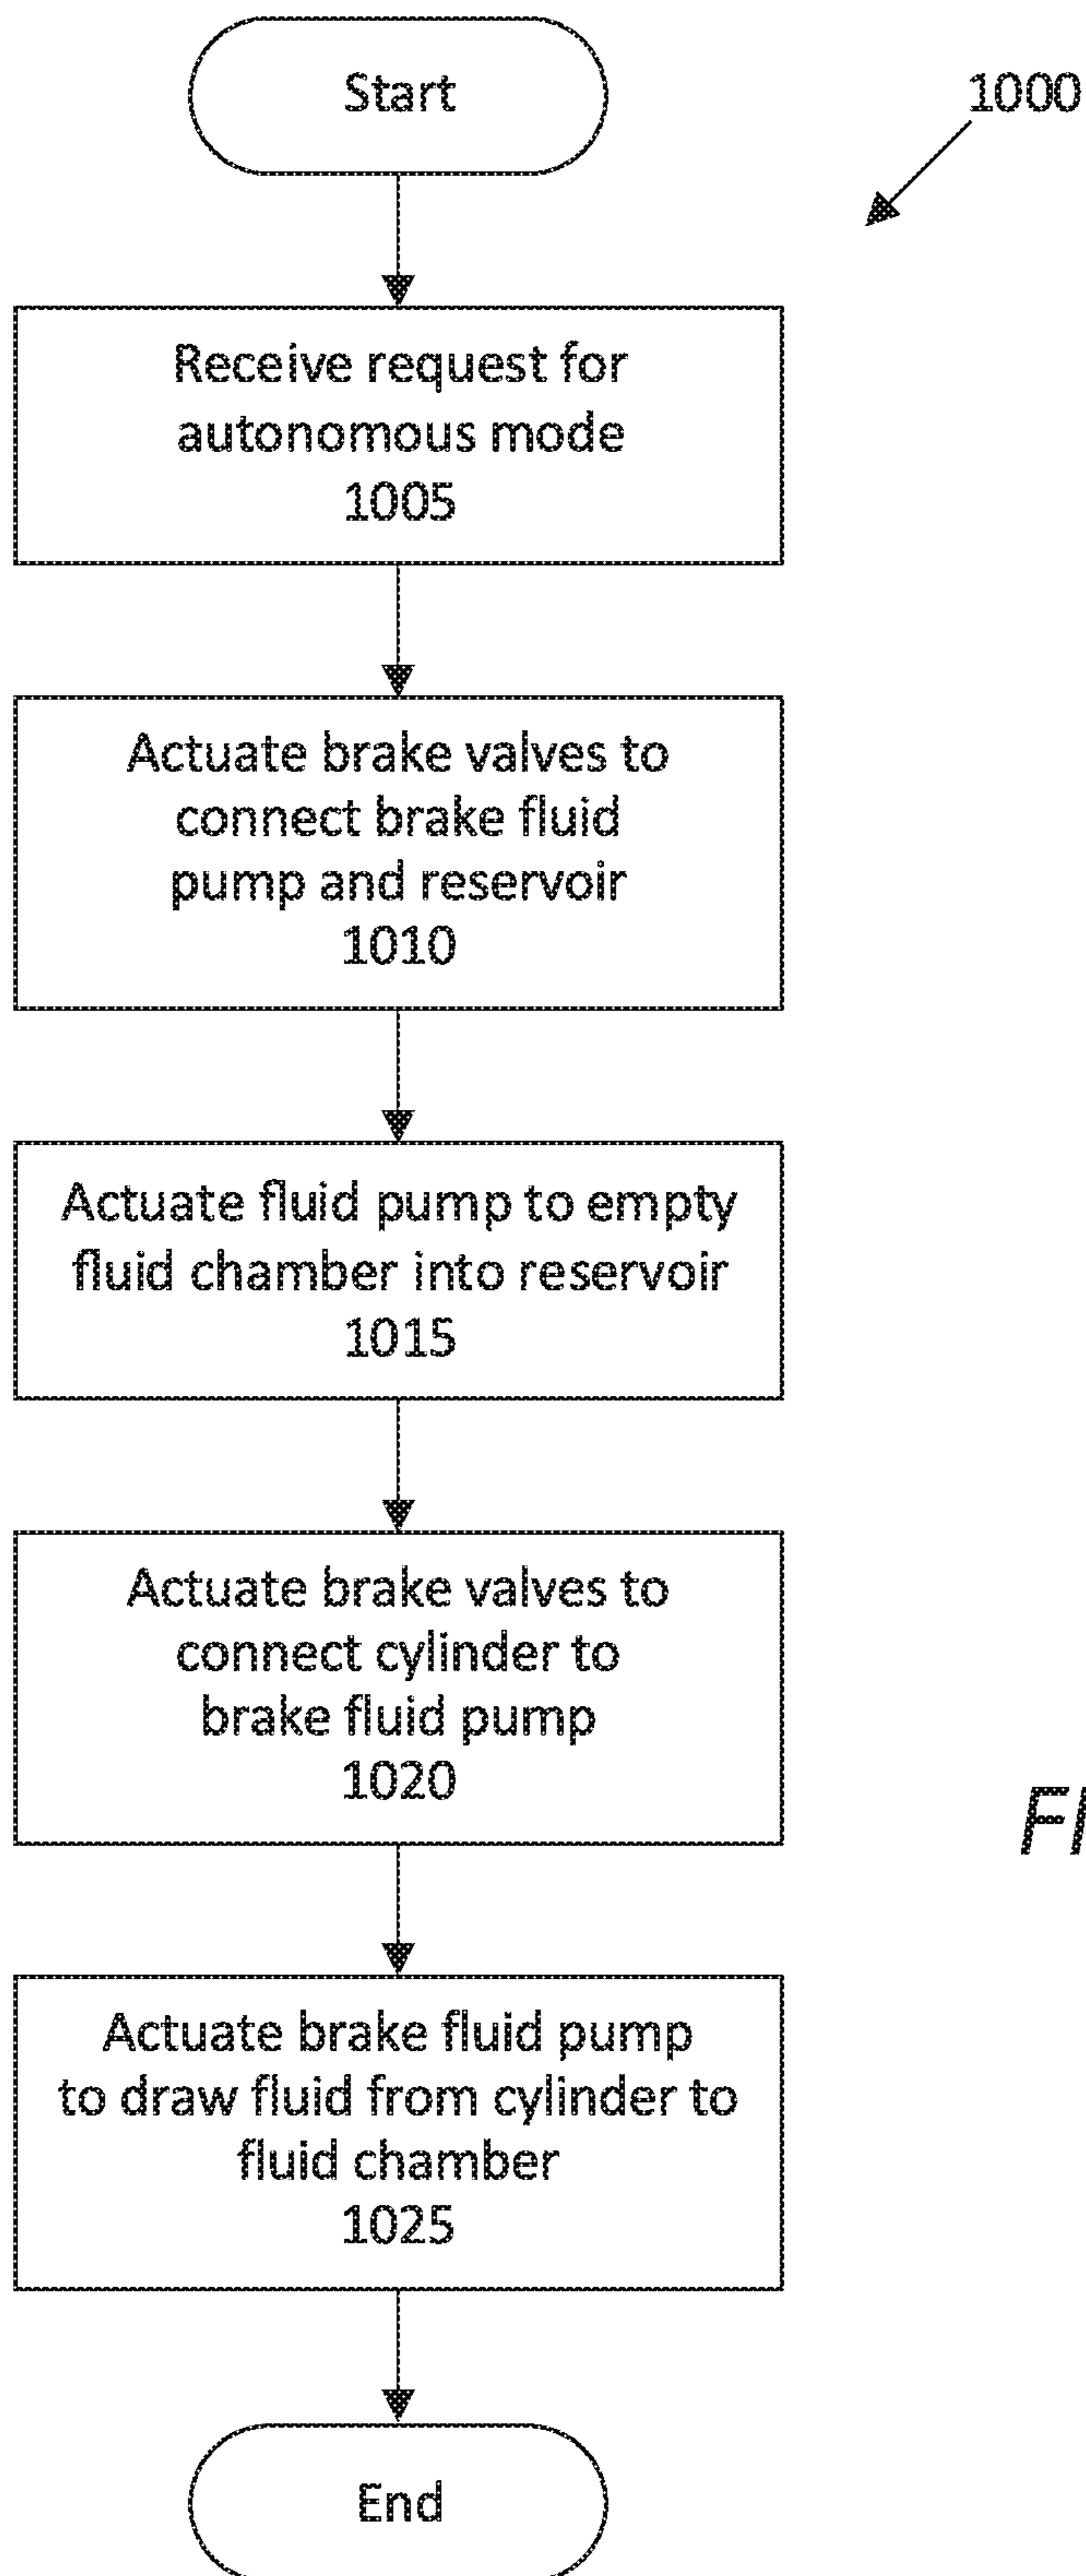 Start
1000
Receive request for
autonomous mode
1005
Actuate brake valves to
connect brake fluid
pump and reservoir
1010
Actuate fluid pump to empty
fluid chamber into reservoir
1015
Actuate brake valves to
connect cylinder to
brake fluid pump
1020
Actuate brake fluid pump
to draw fluid from cylinder to
fluid chamber
1025
End